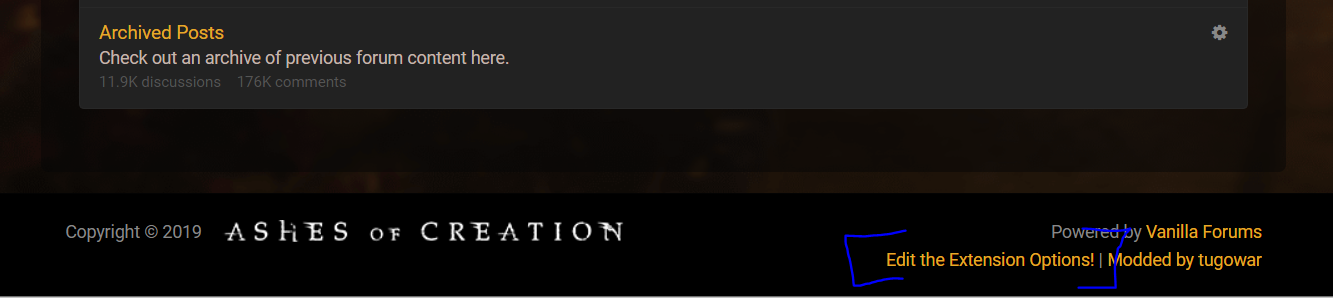 Archived Posts
Check out an archive of previous forum content here.
11.9K discussions 176K comments
Copyright © 2019 ASHES OF CREATION
Powered by Vanilla Forums
Edit the Extension Options! | Modded by tugowar